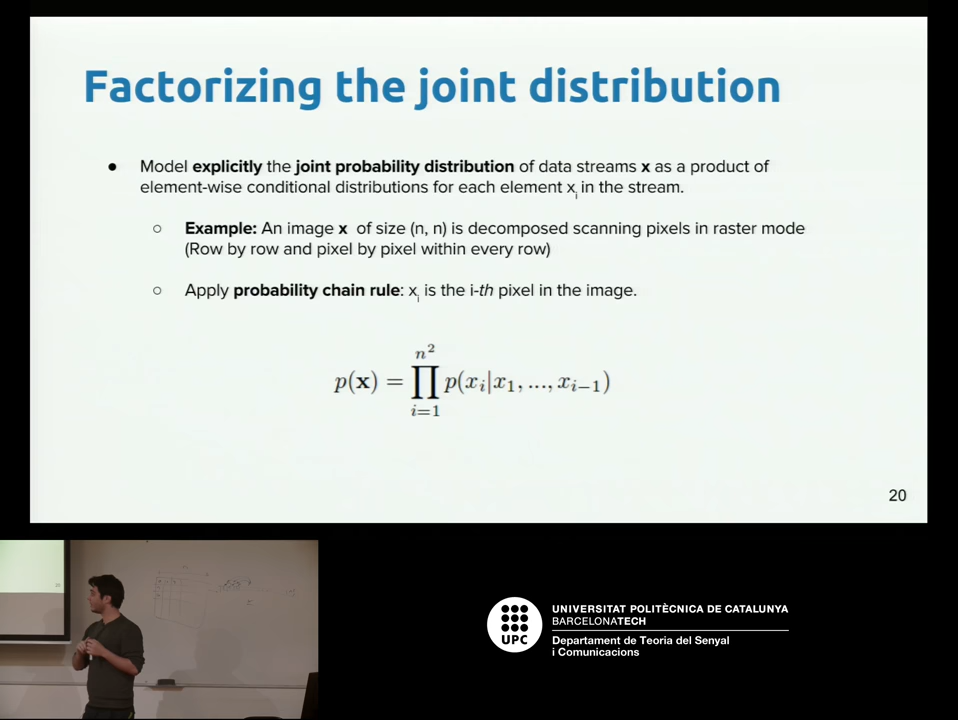 Factorizing the joint distribution
● Model explicitly the joint probability distribution of data streams x as a product of
element-wise conditional distributions for each element x_i in the stream.
○ Example: An image x of size (n, n) is decomposed scanning pixels in raster mode
(Row by row and pixel by pixel within every row)
○ Apply probability chain rule: x_i is the i-th pixel in the image.
p(x) = ∏_{i=1}^{n^2} p(x_i|x_1, ..., x_{i−1})
20
UPC
UNIVERSITAT POLITÈCNICA DE CATALUNYA
BARCELONATECH
Departament de Teoria del Senyal
i Comunicacions